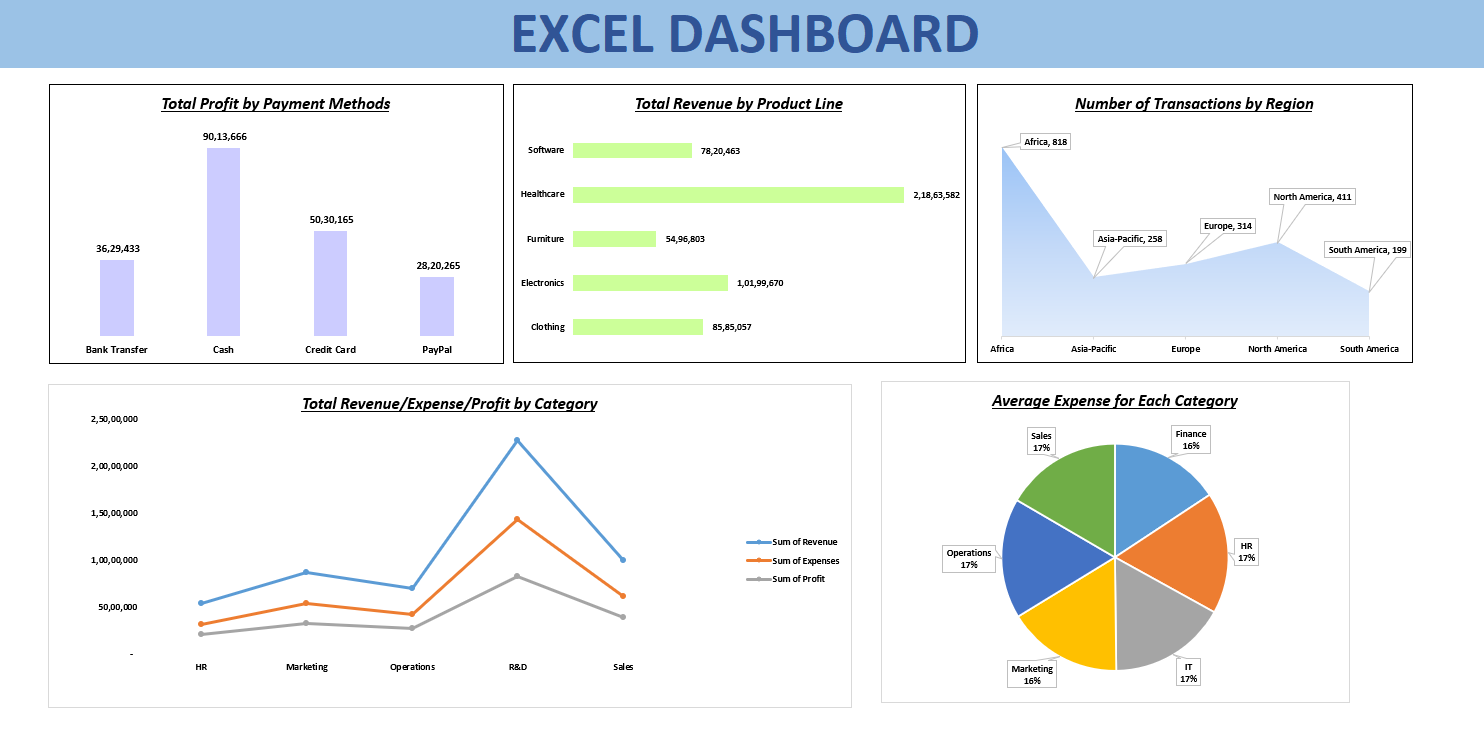 EXCEL DASHBOARD
Total Profit by Payment Methods
90,13,666
50,30,165
36,29,433
28,20,265
Bank Transfer
Cash
Credit Card
PayPal
Total Revenue by Product Line
Software
78,20,463
Healthcare
2,18,63,582
Furniture
54,96,803
Electronics
1,01,99,670
Clothing
85,85,057
Number of Transactions by Region
Africa, 818
Asia-Pacific, 258
Europe, 314
North America, 411
South America, 199
Africa
Asia-Pacific
Europe
North America
South America
Total Revenue/Expense/Profit by Category
2,50,00,000
2,00,00,000
1,50,00,000
1,00,00,000
50,00,000
-
HR
Marketing
Operations
R&D
Sales
Sum of Revenue
Sum of Expenses
Sum of Profit
Average Expense for Each Category
Sales
17%
Finance
16%
Operations
17%
HR
17%
Marketing
16%
IT
17%